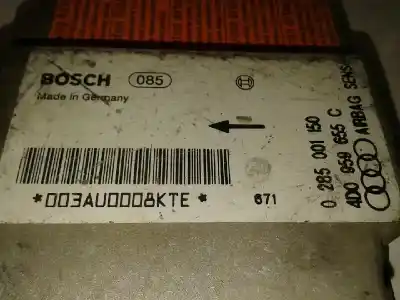 BOSCH 085
Made in Germany
*003AU0008KTE* 671
0 285 001 150
4D0 959 655 C
AIRBAG SENS